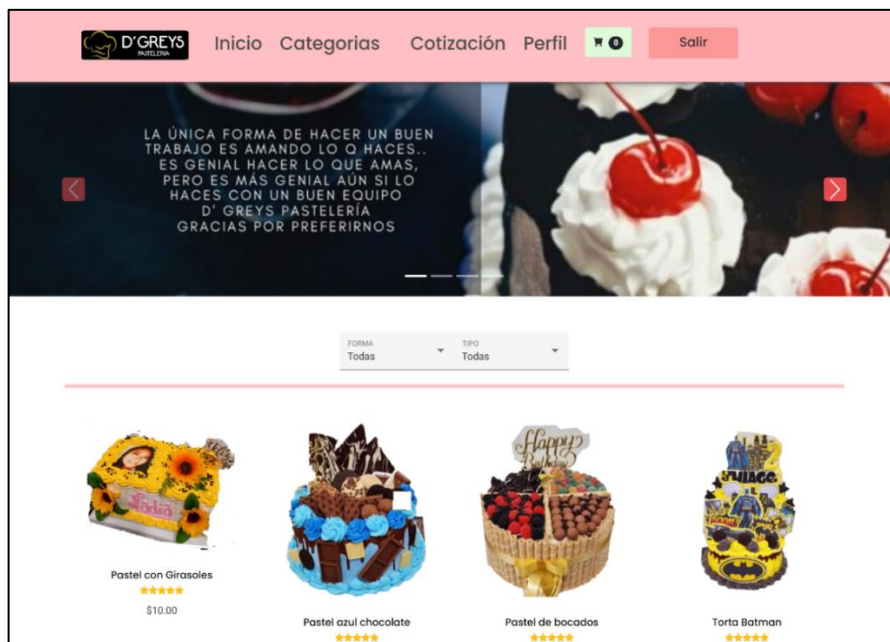 D'GREYS
PASTELERIA
Inicio Categorias Cotización Perfil 0 Salir
LA ÚNICA FORMA DE HACER UN BUEN
TRABAJO ES AMANDO LO Q HACES..
ES GENIAL HACER LO QUE AMAS,
PERO ES MÁS GENIAL AÚN SI LO
HACES CON UN BUEN EQUIPO
D' GREYS PASTELERÍA
GRACIAS POR PREFERIRNOS
FORMA
Todas
TIPO
Todas
Happy
Birthday
THIAGO
Nadia
Pastel con Girasoles
$10.00
Pastel azul chocolate
Pastel de bocados
Torta Batman